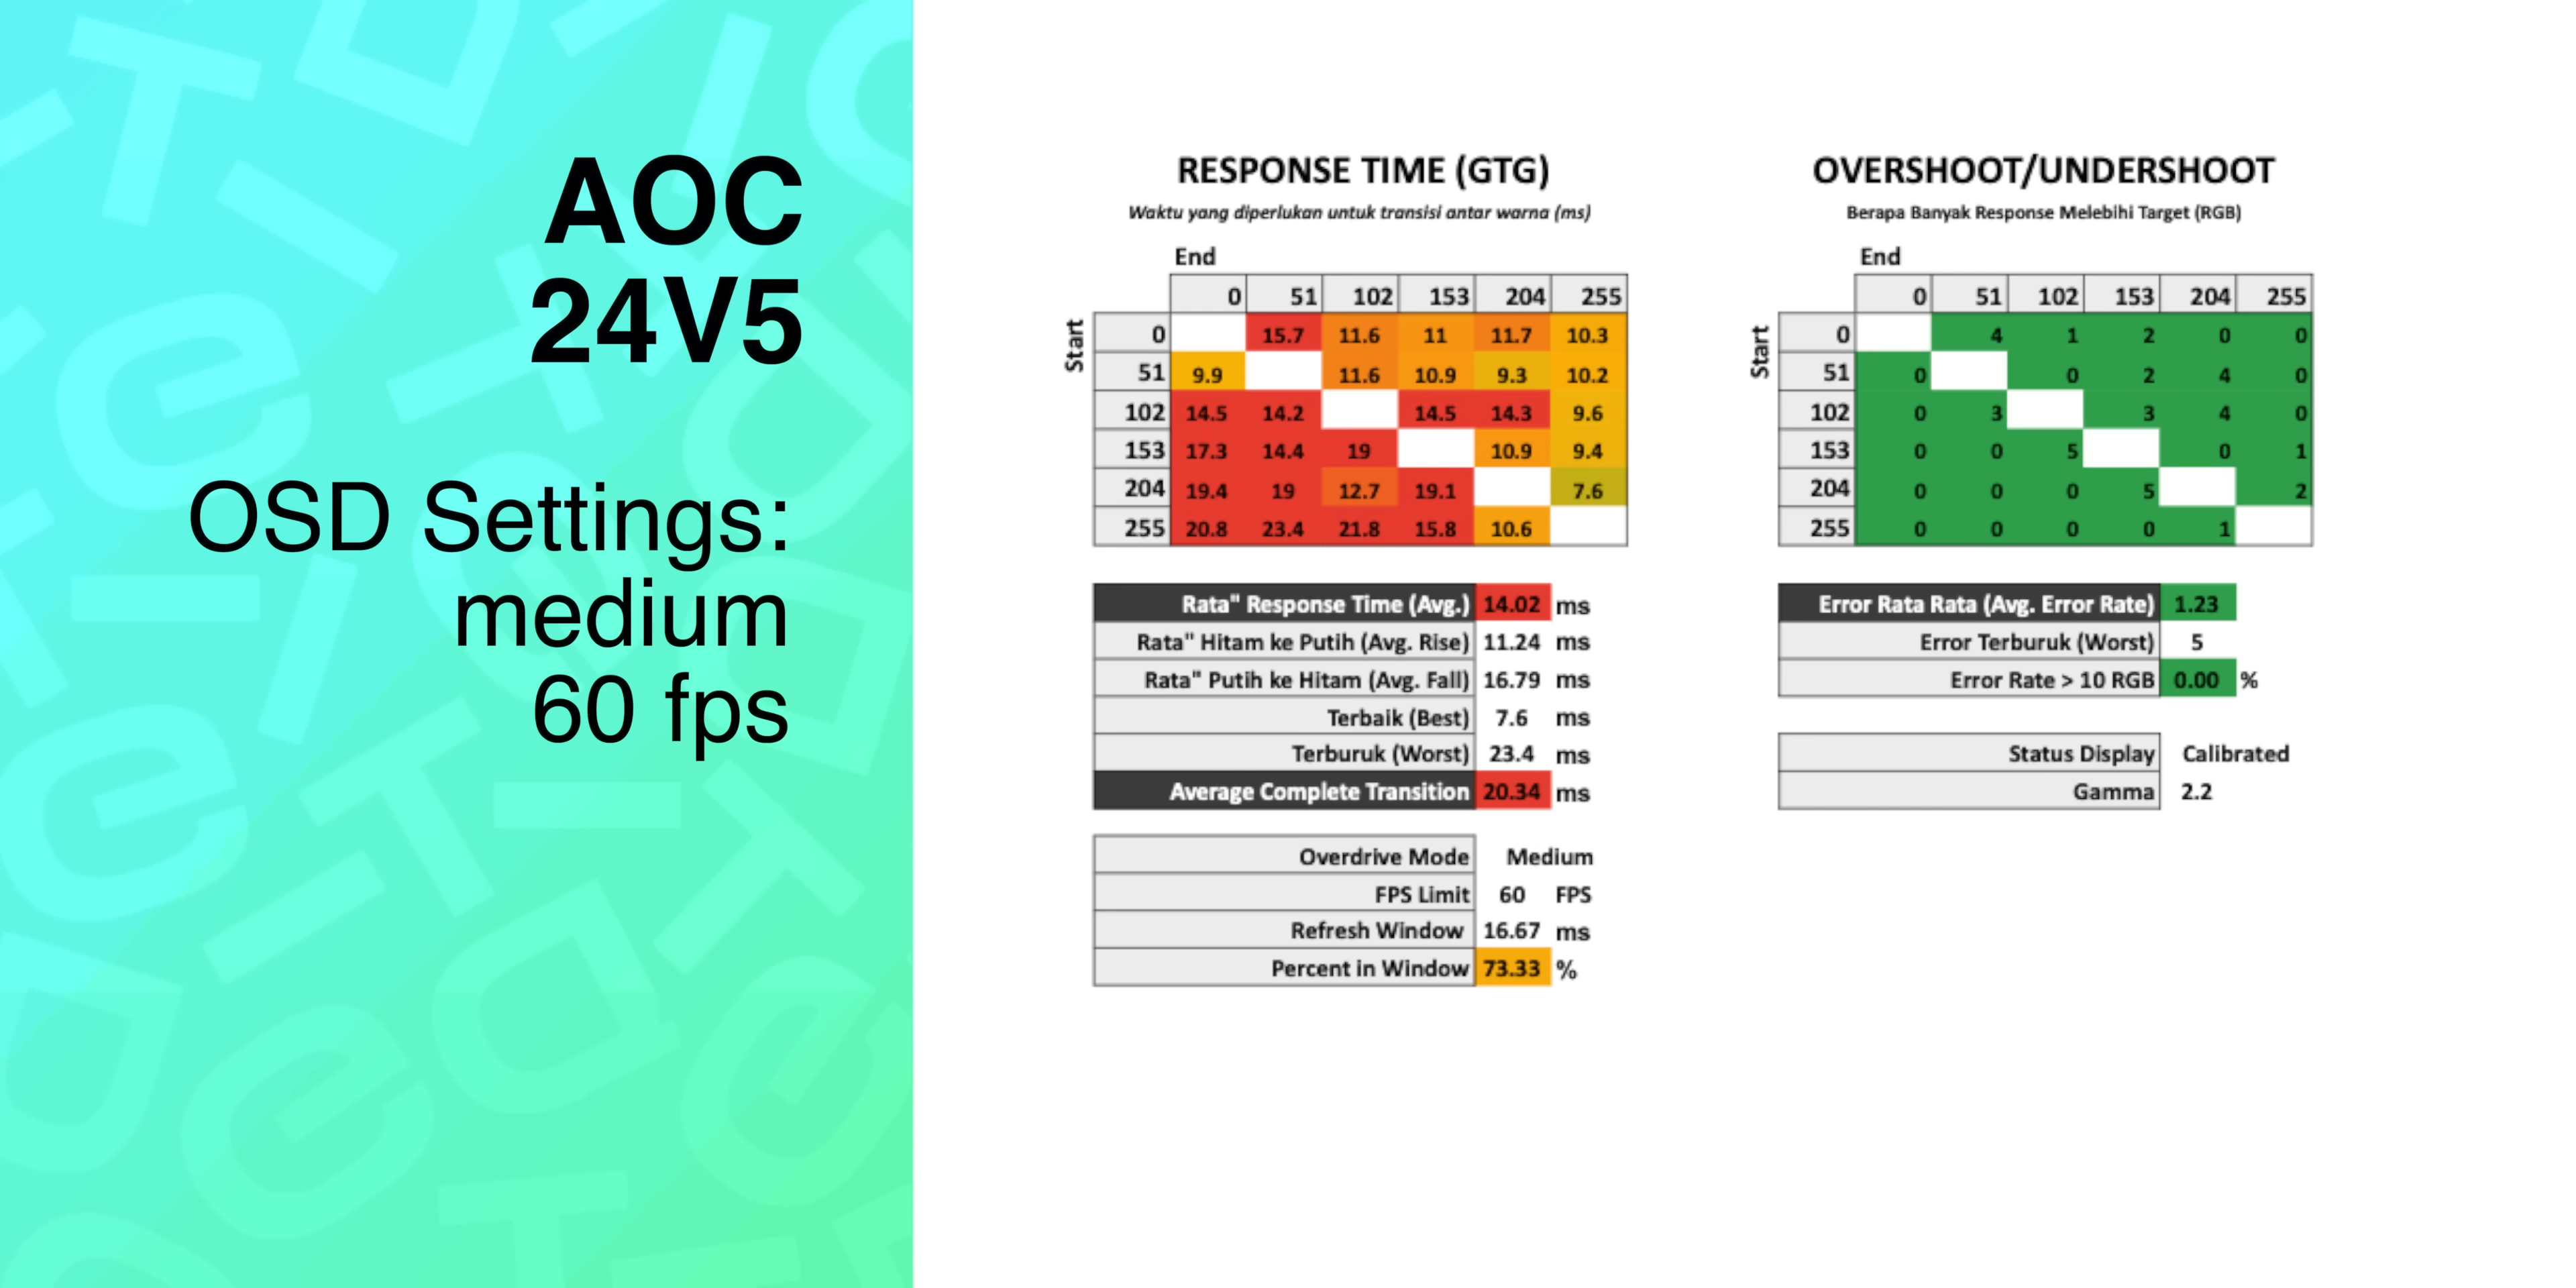 AOC
24V5
OSD Settings:
medium
60 fps
RESPONSE TIME (GTG)
Waktu yang diperlukan untuk transisi antar warna (ms)
End
0 51 102 153 204 255
Start
0 15.7 11.6 11 11.7 10.3
51 9.9 11.6 10.9 9.3 10.2
102 14.5 14.2 14.5 14.3 9.6
153 17.3 14.4 19 10.9 9.4
204 19.4 19 12.7 19.1 7.6
255 20.8 23.4 21.8 15.8 10.6
Rata" Response Time (Avg.) 14.02 ms
Rata" Hitam ke Putih (Avg. Rise) 11.24 ms
Rata" Putih ke Hitam (Avg. Fall) 16.79 ms
Terbaik (Best) 7.6 ms
Terburuk (Worst) 23.4 ms
Average Complete Transition 20.34 ms
Overdrive Mode Medium
FPS Limit 60 FPS
Refresh Window 16.67 ms
Percent in Window 73.33 %
OVERSHOOT/UNDERSHOOT
Berapa Banyak Response Melebihi Target (RGB)
End
0 51 102 153 204 255
Start
0 4 1 2 0 0
51 0 0 2 4 0
102 0 3 3 4 0
153 0 0 5 0 1
204 0 0 0 5 2
255 0 0 0 0 1
Error Rata Rata (Avg. Error Rate) 1.23
Error Terburuk (Worst) 5
Error Rate > 10 RGB 0.00 %
Status Display Calibrated
Gamma 2.2